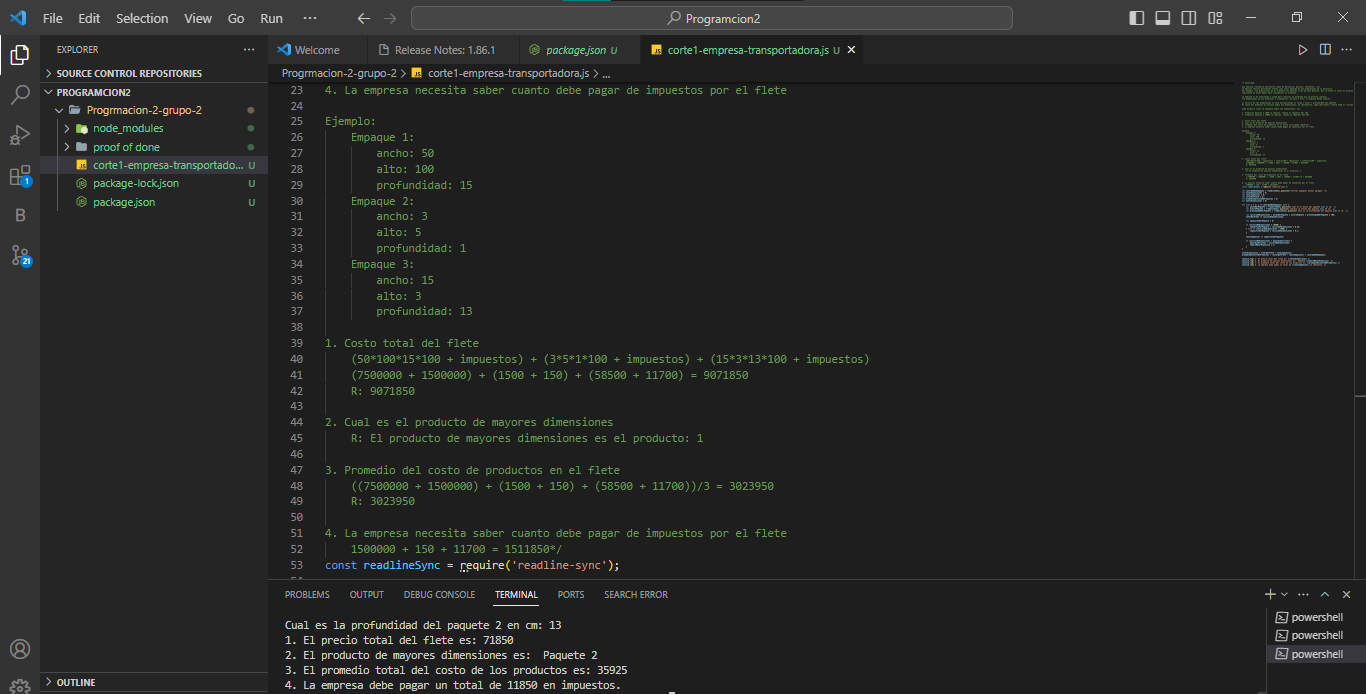 File Edit Selection View Go Run ··· Programcion2
EXPLORER ···
SOURCE CONTROL REPOSITORIES
PROGRAMCION2
Progrmacion-2-grupo-2
node_modules
proof of done
corte1-empresa-transportado... U
package-lock.json U
package.json U
1
B
21
OUTLINE
Welcome Release Notes: 1.86.1 package.json U corte1-empresa-transportadora.js U
Progrmacion-2-grupo-2 > corte1-empresa-transportadora.js > ...
23 4. La empresa necesita saber cuanto debe pagar de impuestos por el flete
24
25 Ejemplo:
26 Empaque 1:
27 ancho: 50
28 alto: 100
29 profundidad: 15
30 Empaque 2:
31 ancho: 3
32 alto: 5
33 profundidad: 1
34 Empaque 3:
35 ancho: 15
36 alto: 3
37 profundidad: 13
38
39 1. Costo total del flete
40 (50*100*15*100 + impuestos) + (3*5*1*100 + impuestos) + (15*3*13*100 + impuestos)
41 (7500000 + 1500000) + (1500 + 150) + (58500 + 11700) = 9071850
42 R: 9071850
43
44 2. Cual es el producto de mayores dimensiones
45 R: El producto de mayores dimensiones es el producto: 1
46
47 3. Promedio del costo de productos en el flete
48 ((7500000 + 1500000) + (1500 + 150) + (58500 + 11700))/3 = 3023950
49 R: 3023950
50
51 4. La empresa necesita saber cuanto debe pagar de impuestos por el flete
52 1500000 + 150 + 11700 = 1511850*/
53 const readlineSync = require('readline-sync');
PROBLEMS OUTPUT DEBUG CONSOLE TERMINAL PORTS SEARCH ERROR
Cual es la profundidad del paquete 2 en cm: 13
1. El precio total del flete es: 71850
2. El producto de mayores dimensiones es:  Paquete 2
3. El promedio total del costo de los productos es: 35925
4. La empresa debe pagar un total de 11850 en impuestos.
powershell
powershell
powershell